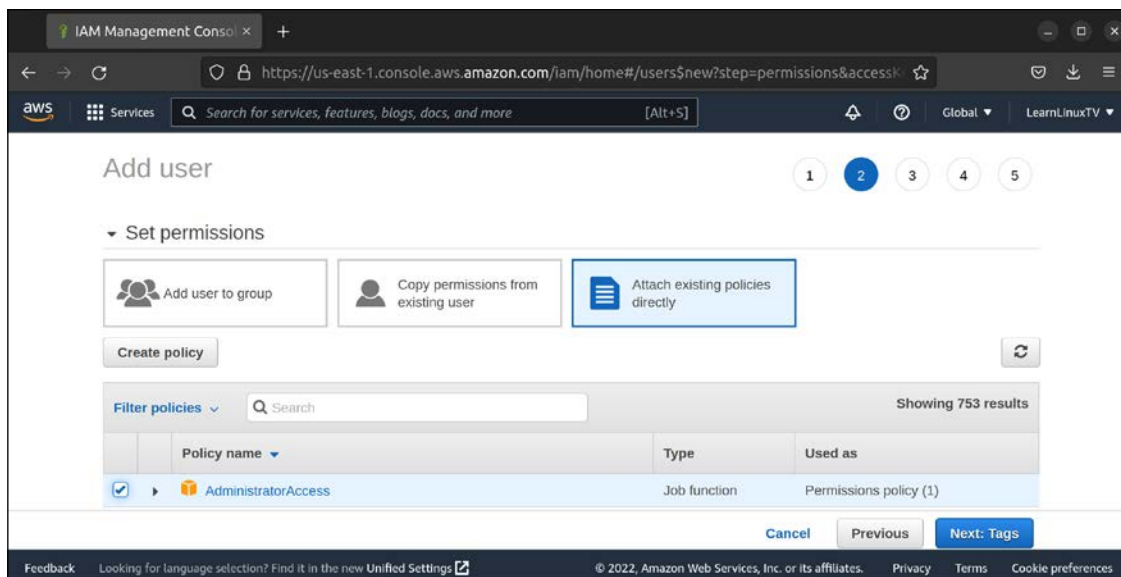 IAM Management Consol
https://us-east-1.console.aws.amazon.com/iam/home#/users$new?step=permissions&accessK
aws Services Search for services, features, blogs, docs, and more [Alt+S] Global LearnLinuxTV
Add user
1 2 3 4 5
Set permissions
Add user to group
Copy permissions from
existing user
Attach existing policies
directly
Create policy
Filter policies Search Showing 753 results
Policy name Type Used as
AdministratorAccess Job function Permissions policy (1)
Cancel Previous Next: Tags
Feedback Looking for language selection? Find it in the new Unified Settings © 2022, Amazon Web Services, Inc. or its affiliates. Privacy Terms Cookie preferences